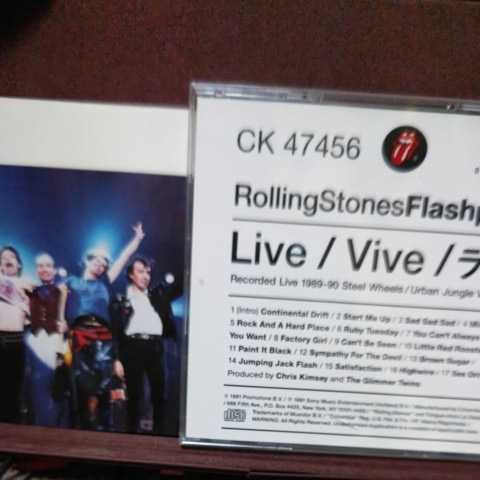 CK 47456
RollingStonesFlashp
Live / Vive / ラ
Recorded Live 1989-90 Steel Wheels / Urban Jungle
1 (Intro) Continental Drift / 2 Start Me Up / 3 Sad Sad Sad / 4 Mi
5 Rock And A Hard Place / 6 Ruby Tuesday / 7 You Can't Always
You Want / 8 Factory Girl / 9 Can't Be Seen / 10 Little Red Rooste
11 Paint It Black / 12 Sympathy For The Devil / 13 Brown Sugar /
14 Jumping Jack Flash / 15 Satisfaction / 16 Highwire / 17 Sex
Produced by Chris Kimsey and The Glimmer Twins